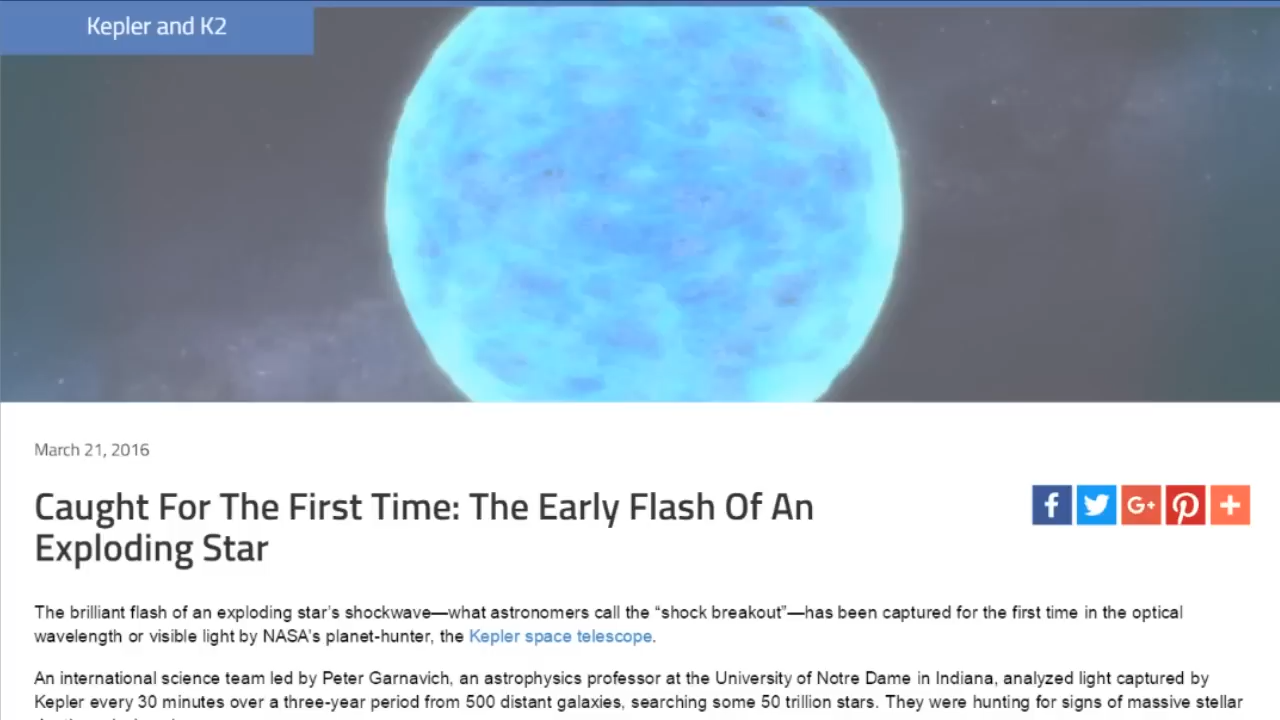 Kepler and K2
March 21, 2016
Caught For The First Time: The Early Flash Of An
Exploding Star
The brilliant flash of an exploding star’s shockwave—what astronomers call the “shock breakout”—has been captured for the first time in the optical
wavelength or visible light by NASA's planet-hunter, the Kepler space telescope.
An international science team led by Peter Garnavich, an astrophysics professor at the University of Notre Dame in Indiana, analyzed light captured by
Kepler every 30 minutes over a three-year period from 500 distant galaxies, searching some 50 trillion stars. They were hunting for signs of massive stellar